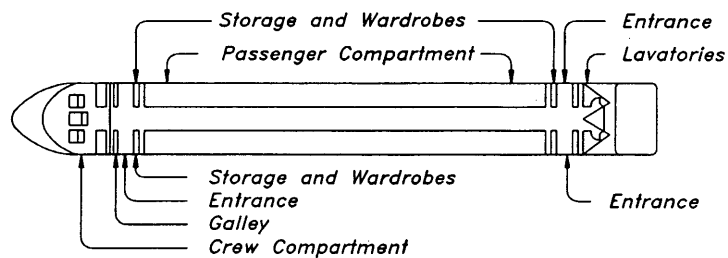 Storage and Wardrobes Entrance
Passenger Compartment Lavatories
Storage and Wardrobes
Entrance Entrance
Galley
Crew Compartment